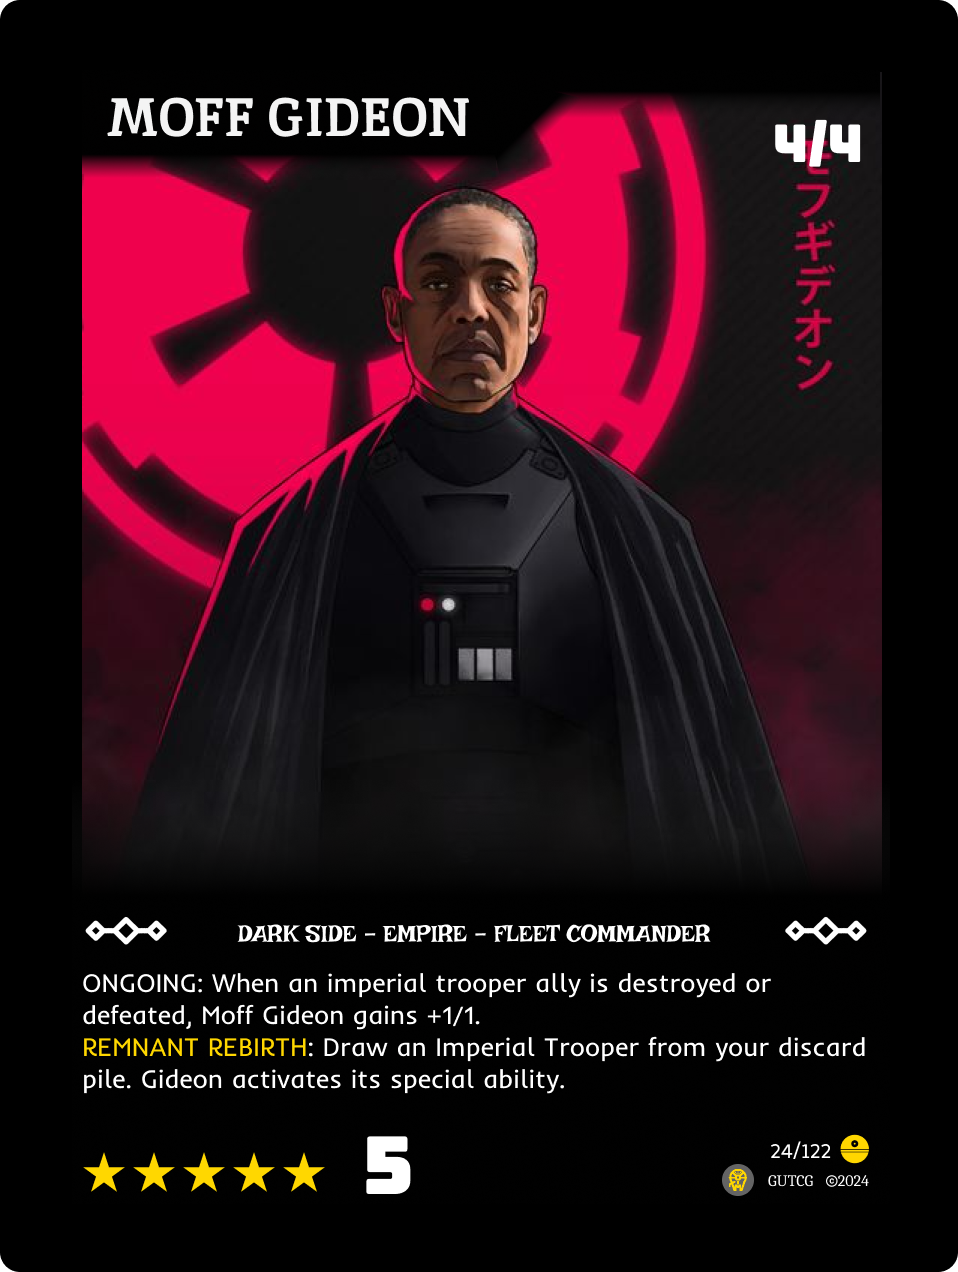 MOFF GIDEON
4/4
モフギデオン
DARK SIDE – EMPIRE – FLEET COMMANDER
ONGOING: When an imperial trooper ally is destroyed or
defeated, Moff Gideon gains +1/1.
REMNANT REBIRTH: Draw an Imperial Trooper from your discard
pile. Gideon activates its special ability.
5
24/122
GUTCG ©2024